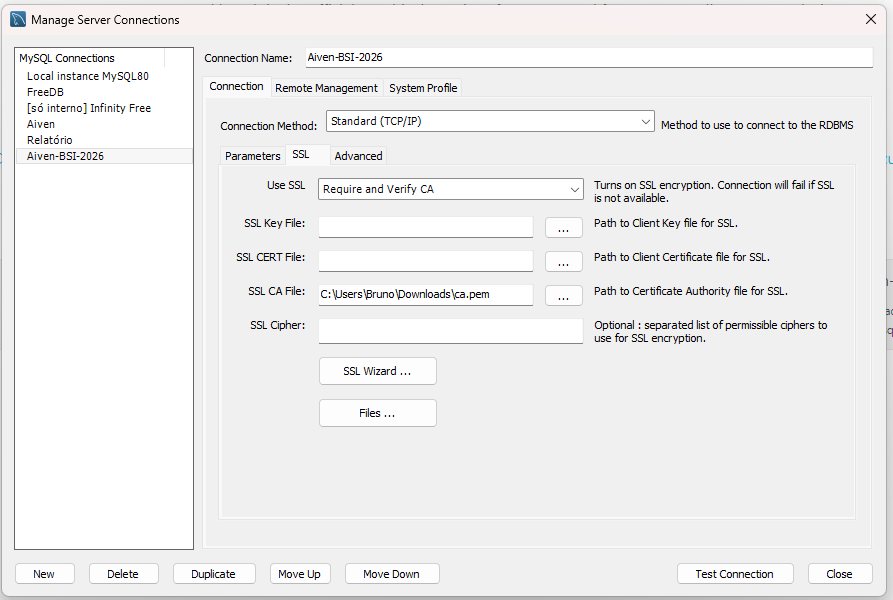 Manage Server Connections
MySQL Connections
Local instance MySQL80
FreeDB
[só interno] Infinity Free
Aiven
Relatório
Aiven-BSI-2026
Connection Name: Aiven-BSI-2026
Connection Remote Management System Profile
Connection Method: Standard (TCP/IP) Method to use to connect to the RDBMS
Parameters SSL Advanced
Use SSL Require and Verify CA Turns on SSL encryption. Connection will fail if SSL
is not available.
SSL Key File: ... Path to Client Key file for SSL.
SSL CERT File: ... Path to Client Certificate file for SSL.
SSL CA File: C:\Users\Bruno\Downloads\ca.pem ... Path to Certificate Authority file for SSL.
SSL Cipher: Optional : separated list of permissible ciphers to
use for SSL encryption.
SSL Wizard ...
Files ...
New Delete Duplicate Move Up Move Down Test Connection Close